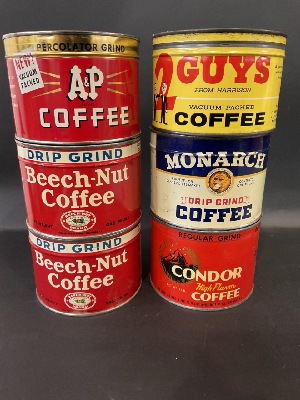 PERCOLATOR GRIND
NEW!
VACUUM
PACKED
A&P
COFFEE
DRIP GRIND
Beech-Nut
Coffee
DRIP GRIND
Beech-Nut
Coffee
2
GUYS
FROM HARRISON
VACUUM PACKED
COFFEE
MONARCH
DRIP GRIND
COFFEE
REGULAR GRIND
CONDOR
High Flavor
COFFEE